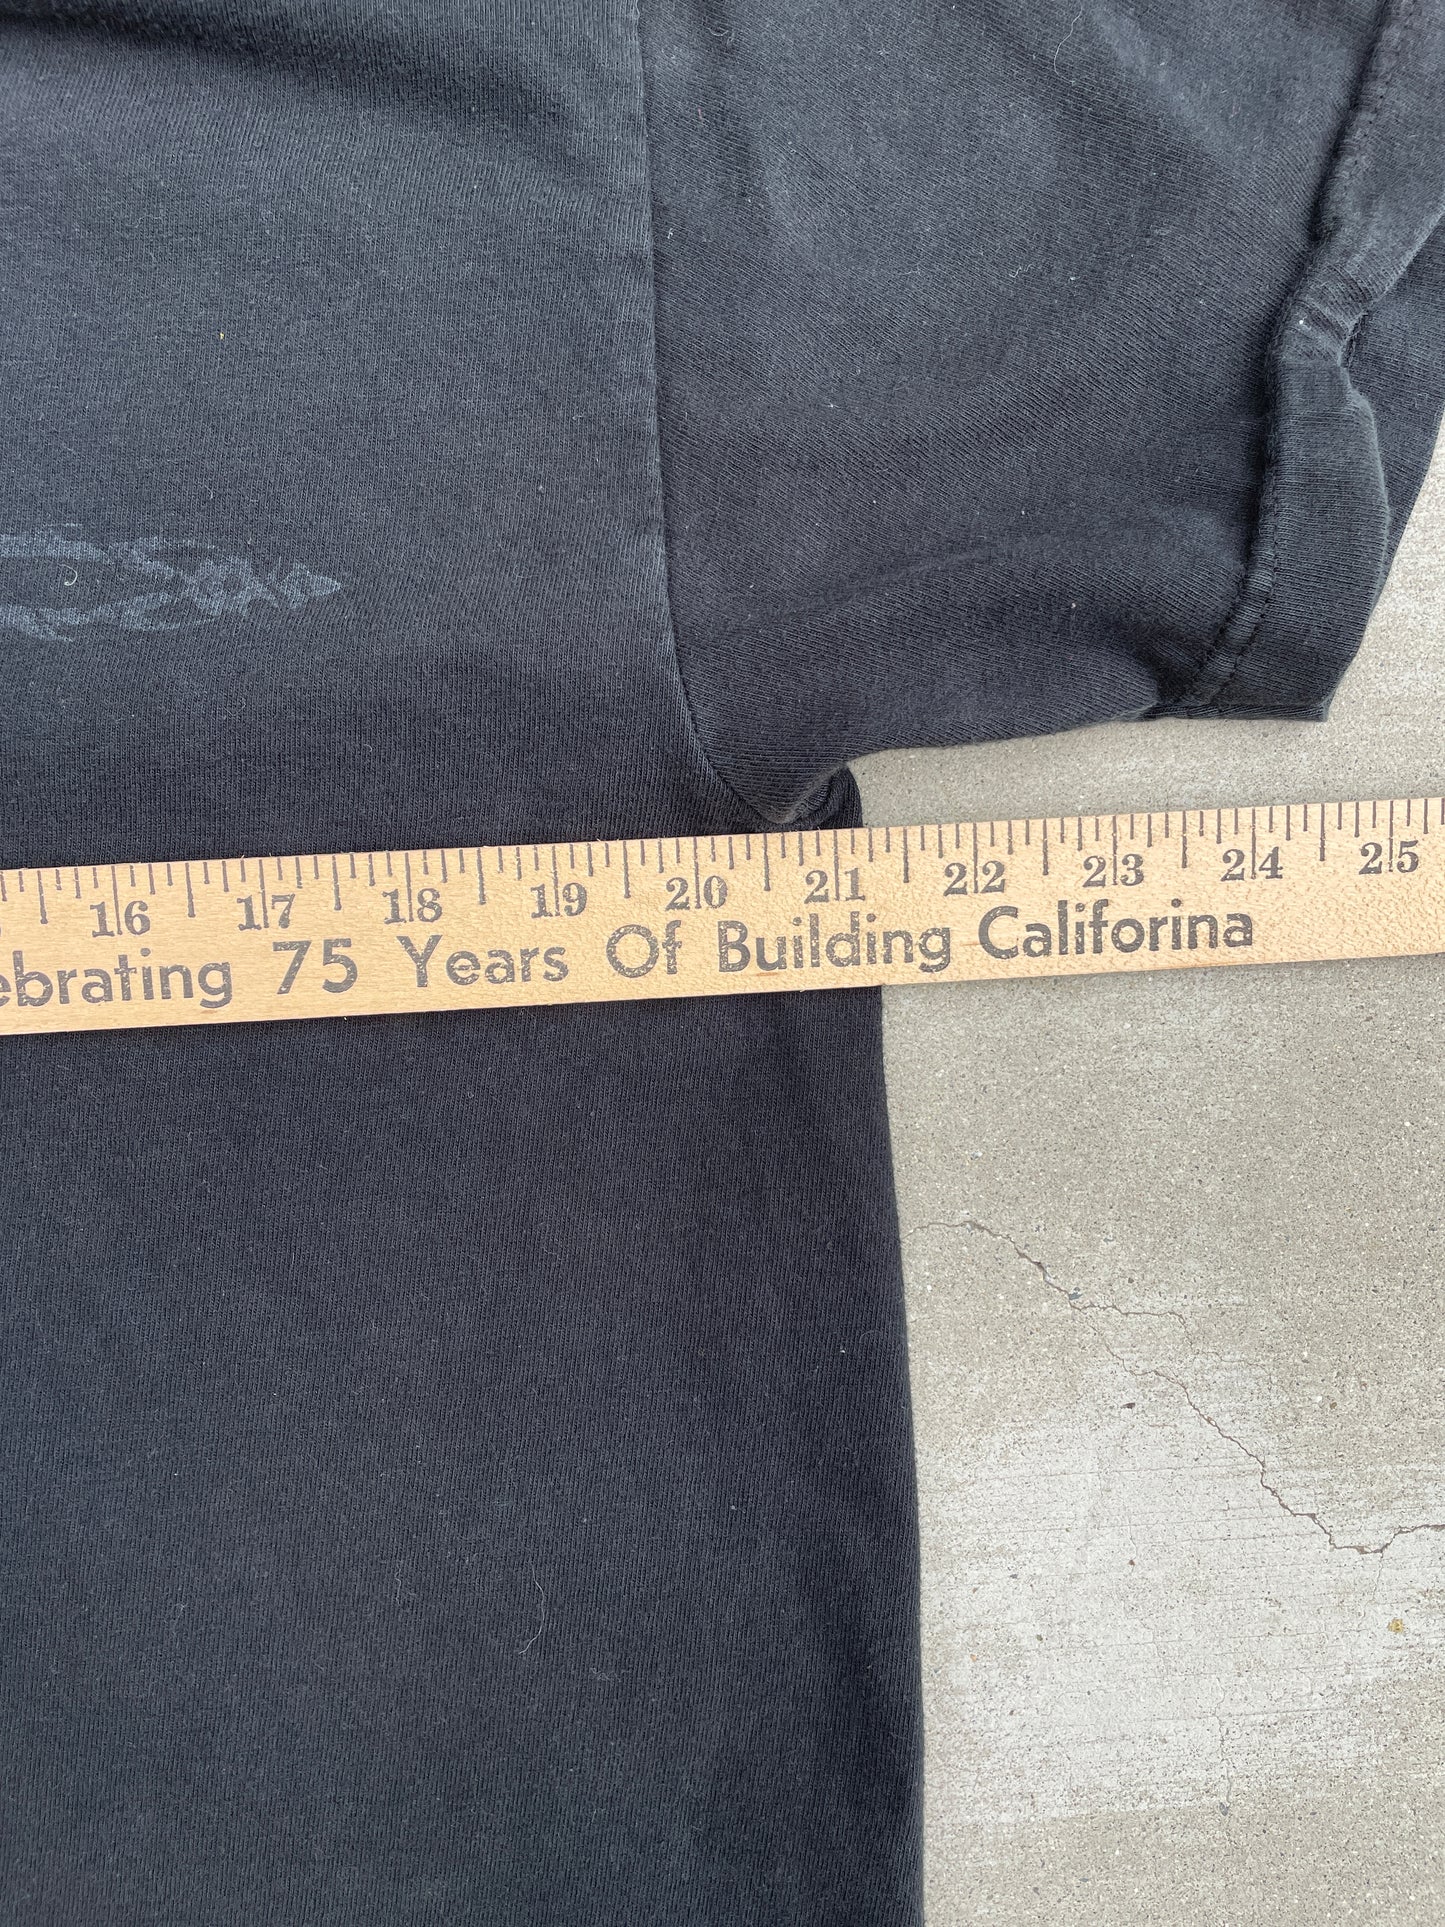 16 17 18 19 20 21 22 23 24 25
ebrating 75 Years Of Building Califorina